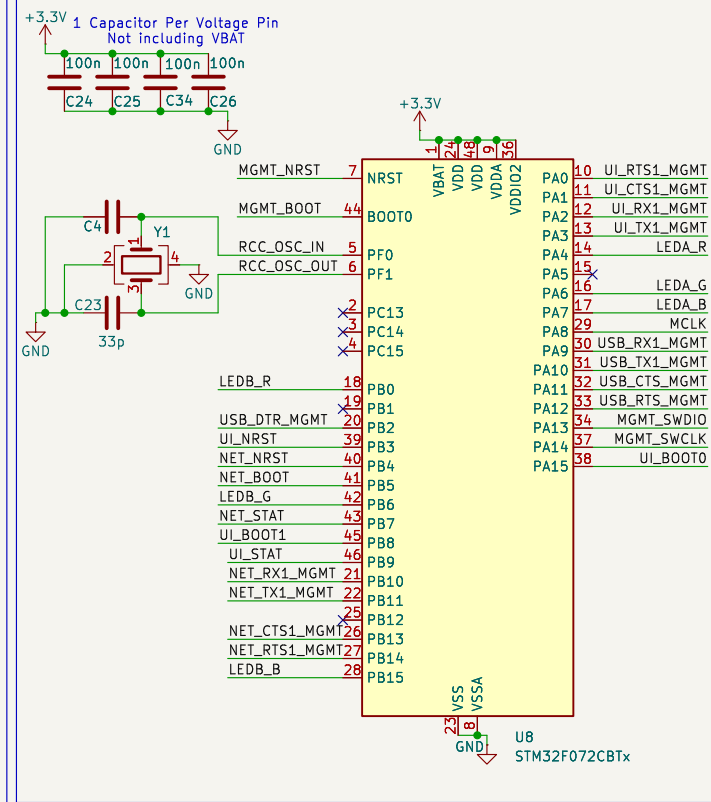 +3.3V
1 Capacitor Per Voltage Pin
Not including VBAT
100n 100n 100n 100n
C24 C25 C34 C26
GND
+3.3V
1 24 48 9 36
VBAT VDD VDD VDDA VDDIO2
MGMT_NRST 7 NRST
MGMT_BOOT 44 BOOT0
RCC_OSC_IN 5 PF0
RCC_OSC_OUT 6 PF1
2 PC13
3 PC14
4 PC15
LEDB_R 18 PB0
19 PB1
USB_DTR_MGMT 20 PB2
UI_NRST 39 PB3
NET_NRST 40 PB4
NET_BOOT 41 PB5
LEDB_G 42 PB6
NET_STAT 43 PB7
UI_BOOT1 45 PB8
UI_STAT 46 PB9
NET_RX1_MGMT 21 PB10
NET_TX1_MGMT 22 PB11
25 PB12
NET_CTS1_MGMT 26 PB13
NET_RTS1_MGMT 27 PB14
LEDB_B 28 PB15
PA0 10 UI_RTS1_MGMT
PA1 11 UI_CTS1_MGMT
PA2 12 UI_RX1_MGMT
PA3 13 UI_TX1_MGMT
PA4 14 LEDA_R
PA5 15
PA6 16 LEDA_G
PA7 17 LEDA_B
PA8 29 MCLK
PA9 30 USB_RX1_MGMT
PA10 31 USB_TX1_MGMT
PA11 32 USB_CTS_MGMT
PA12 33 USB_RTS_MGMT
PA13 34 MGMT_SWDIO
PA14 37 MGMT_SWCLK
PA15 38 UI_BOOT0
C4
1 Y1
2 4
3
GND
C23
33p
GND
VSS VSSA
23 8
GND
U8
STM32F072CBTx